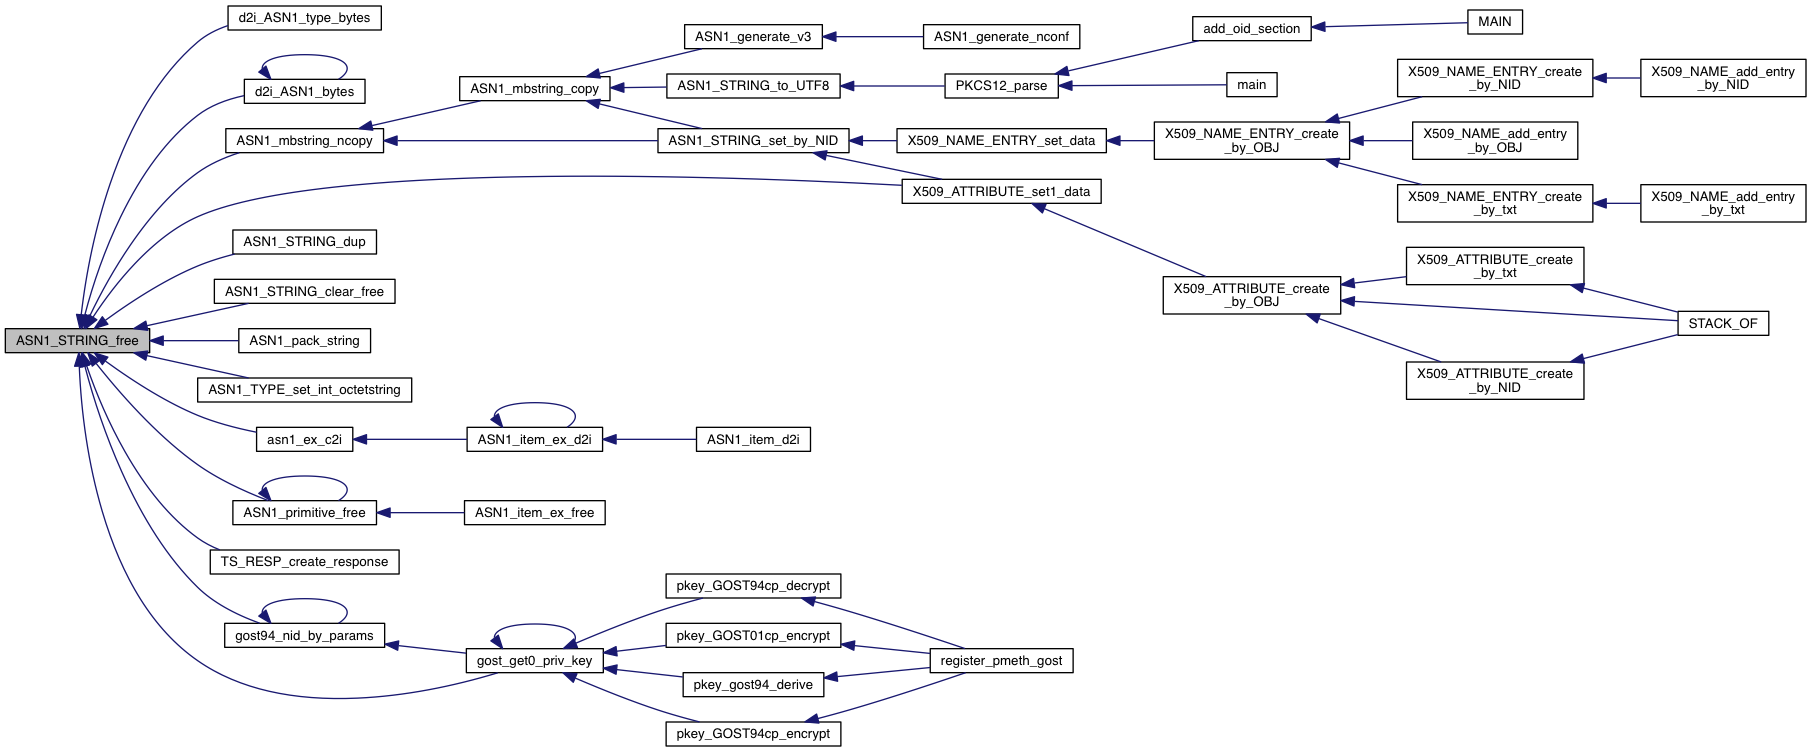 d2i_ASN1_type_bytes
d2i_ASN1_bytes
ASN1_mbstring_ncopy
ASN1_mbstring_copy
ASN1_generate_v3
ASN1_generate_nconf
ASN1_STRING_to_UTF8
PKCS12_parse
add_oid_section
MAIN
main
ASN1_STRING_set_by_NID
X509_NAME_ENTRY_set_data
X509_NAME_ENTRY_create
_by_OBJ
X509_NAME_ENTRY_create
_by_NID
X509_NAME_add_entry
_by_NID
X509_NAME_add_entry
_by_OBJ
X509_NAME_ENTRY_create
_by_txt
X509_NAME_add_entry
_by_txt
X509_ATTRIBUTE_set1_data
X509_ATTRIBUTE_create
_by_OBJ
X509_ATTRIBUTE_create
_by_txt
STACK_OF
X509_ATTRIBUTE_create
_by_NID
ASN1_STRING_dup
ASN1_STRING_clear_free
ASN1_STRING_free
ASN1_pack_string
ASN1_TYPE_set_int_octetstring
asn1_ex_c2i
ASN1_item_ex_d2i
ASN1_item_d2i
ASN1_primitive_free
ASN1_item_ex_free
TS_RESP_create_response
gost94_nid_by_params
gost_get0_priv_key
pkey_GOST94cp_decrypt
pkey_GOST01cp_encrypt
pkey_gost94_derive
pkey_GOST94cp_encrypt
register_pmeth_gost